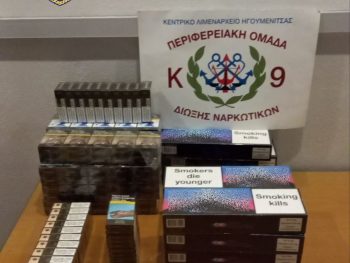 ΚΕΝΤΡΙΚΟ ΛΙΜΕΝΑΡΧΕΙΟ ΗΓΟΥΜΕΝΙΤΣΑΣ
ΠΕΡΙΦΕΡΕΙΑΚΗ ΟΜΑΔΑ
Κ 9
ΔΙΩΞΗΣ ΝΑΡΚΩΤΙΚΩΝ
Smoking
kills
Smokers
die
younger
Smoking
kills